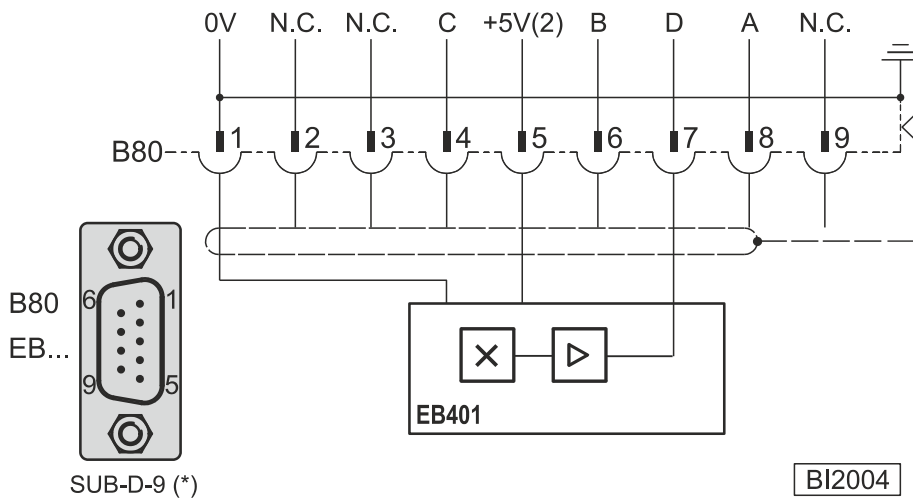 0V N.C. N.C. C +5V(2) B D A N.C.
B80 1 2 3 4 5 6 7 8 9
B80 6 1
EB...
9 5
EB401
SUB-D-9 (*)
BI2004